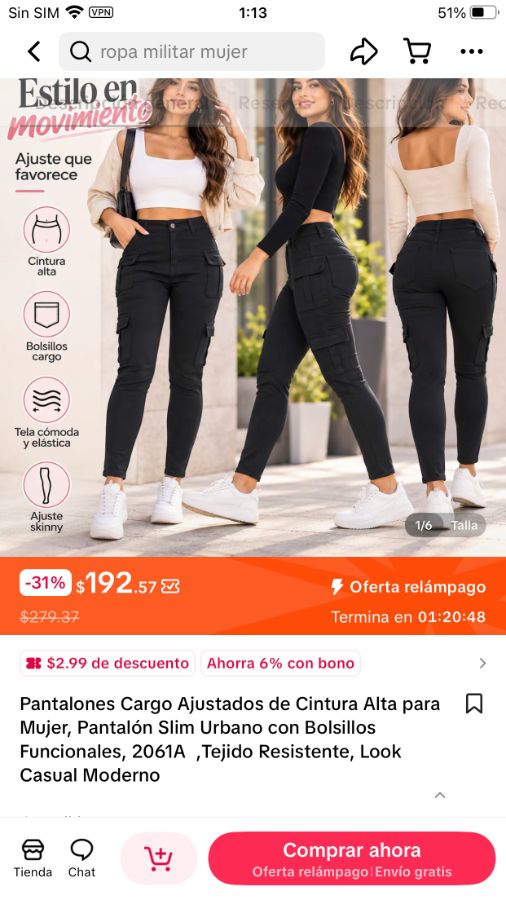 Sin SIM VPN 1:13 51%
ropa militar mujer
Estilo en
movimiento
Ajuste que
favorece
Cintura
alta
Bolsillos
cargo
Tela cómoda
y elástica
Ajuste
skinny
1/6 Talla
-31% $192.57
$279.37
Oferta relámpago
Termina en 01:20:48
$2.99 de descuento
Ahorra 6% con bono
Pantalones Cargo Ajustados de Cintura Alta para
Mujer, Pantalón Slim Urbano con Bolsillos
Funcionales, 2061A ,Tejido Resistente, Look
Casual Moderno
Tienda
Chat
Comprar ahora
Oferta relámpago|Envío gratis